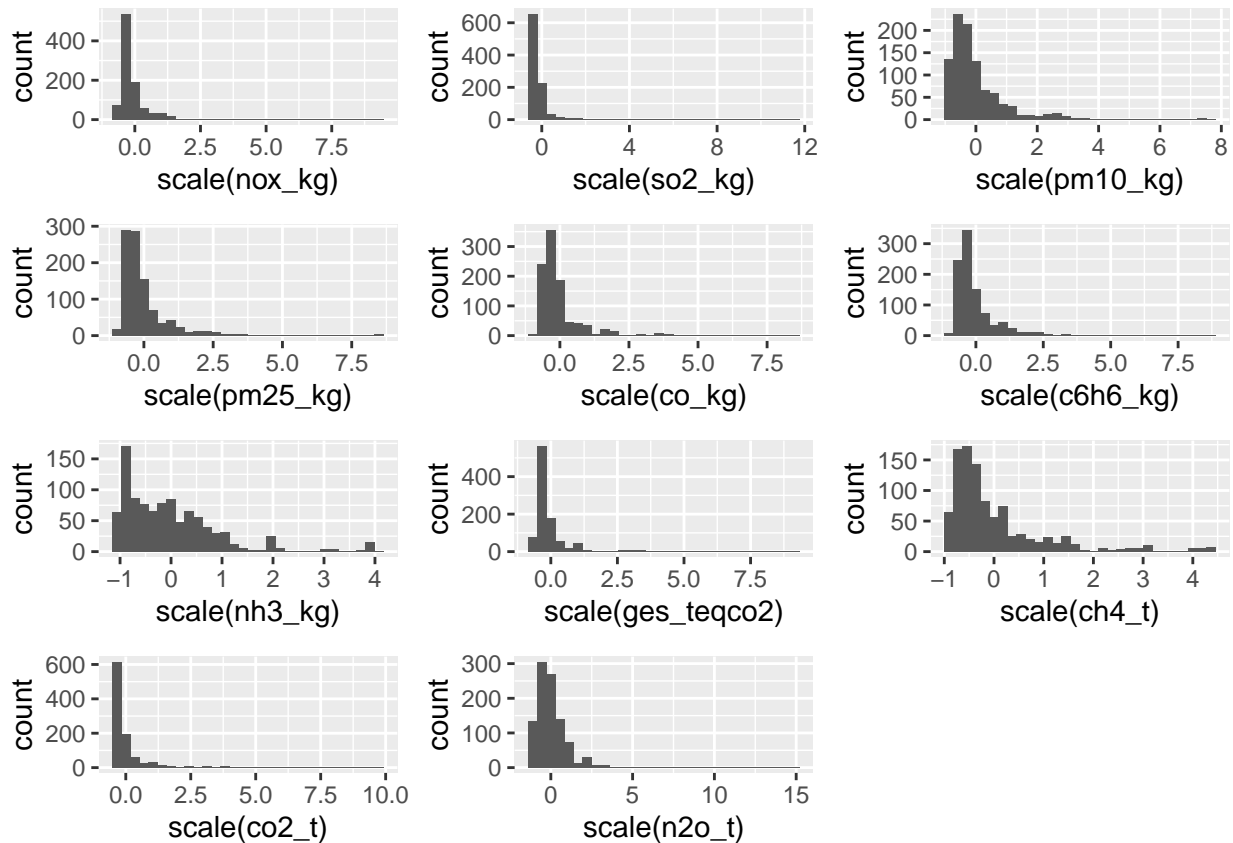 count
400
200
0
0.0 2.5 5.0 7.5
scale(nox_kg)
count
600
400
200
0
0 4 8 12
scale(so2_kg)
count
200
150
100
50
0
0 2 4 6 8
scale(pm10_kg)
count
300
200
100
0
0.0 2.5 5.0 7.5
scale(pm25_kg)
count
300
200
100
0
0.0 2.5 5.0 7.5
scale(co_kg)
count
300
200
100
0
0.0 2.5 5.0 7.5
scale(c6h6_kg)
count
150
100
50
0
−1 0 1 2 3 4
scale(nh3_kg)
count
400
200
0
0.0 2.5 5.0 7.5
scale(ges_teqco2)
count
150
100
50
0
−1 0 1 2 3 4
scale(ch4_t)
count
600
400
200
0
0.0 2.5 5.0 7.5 10.0
scale(co2_t)
count
300
200
100
0
0 5 10 15
scale(n2o_t)